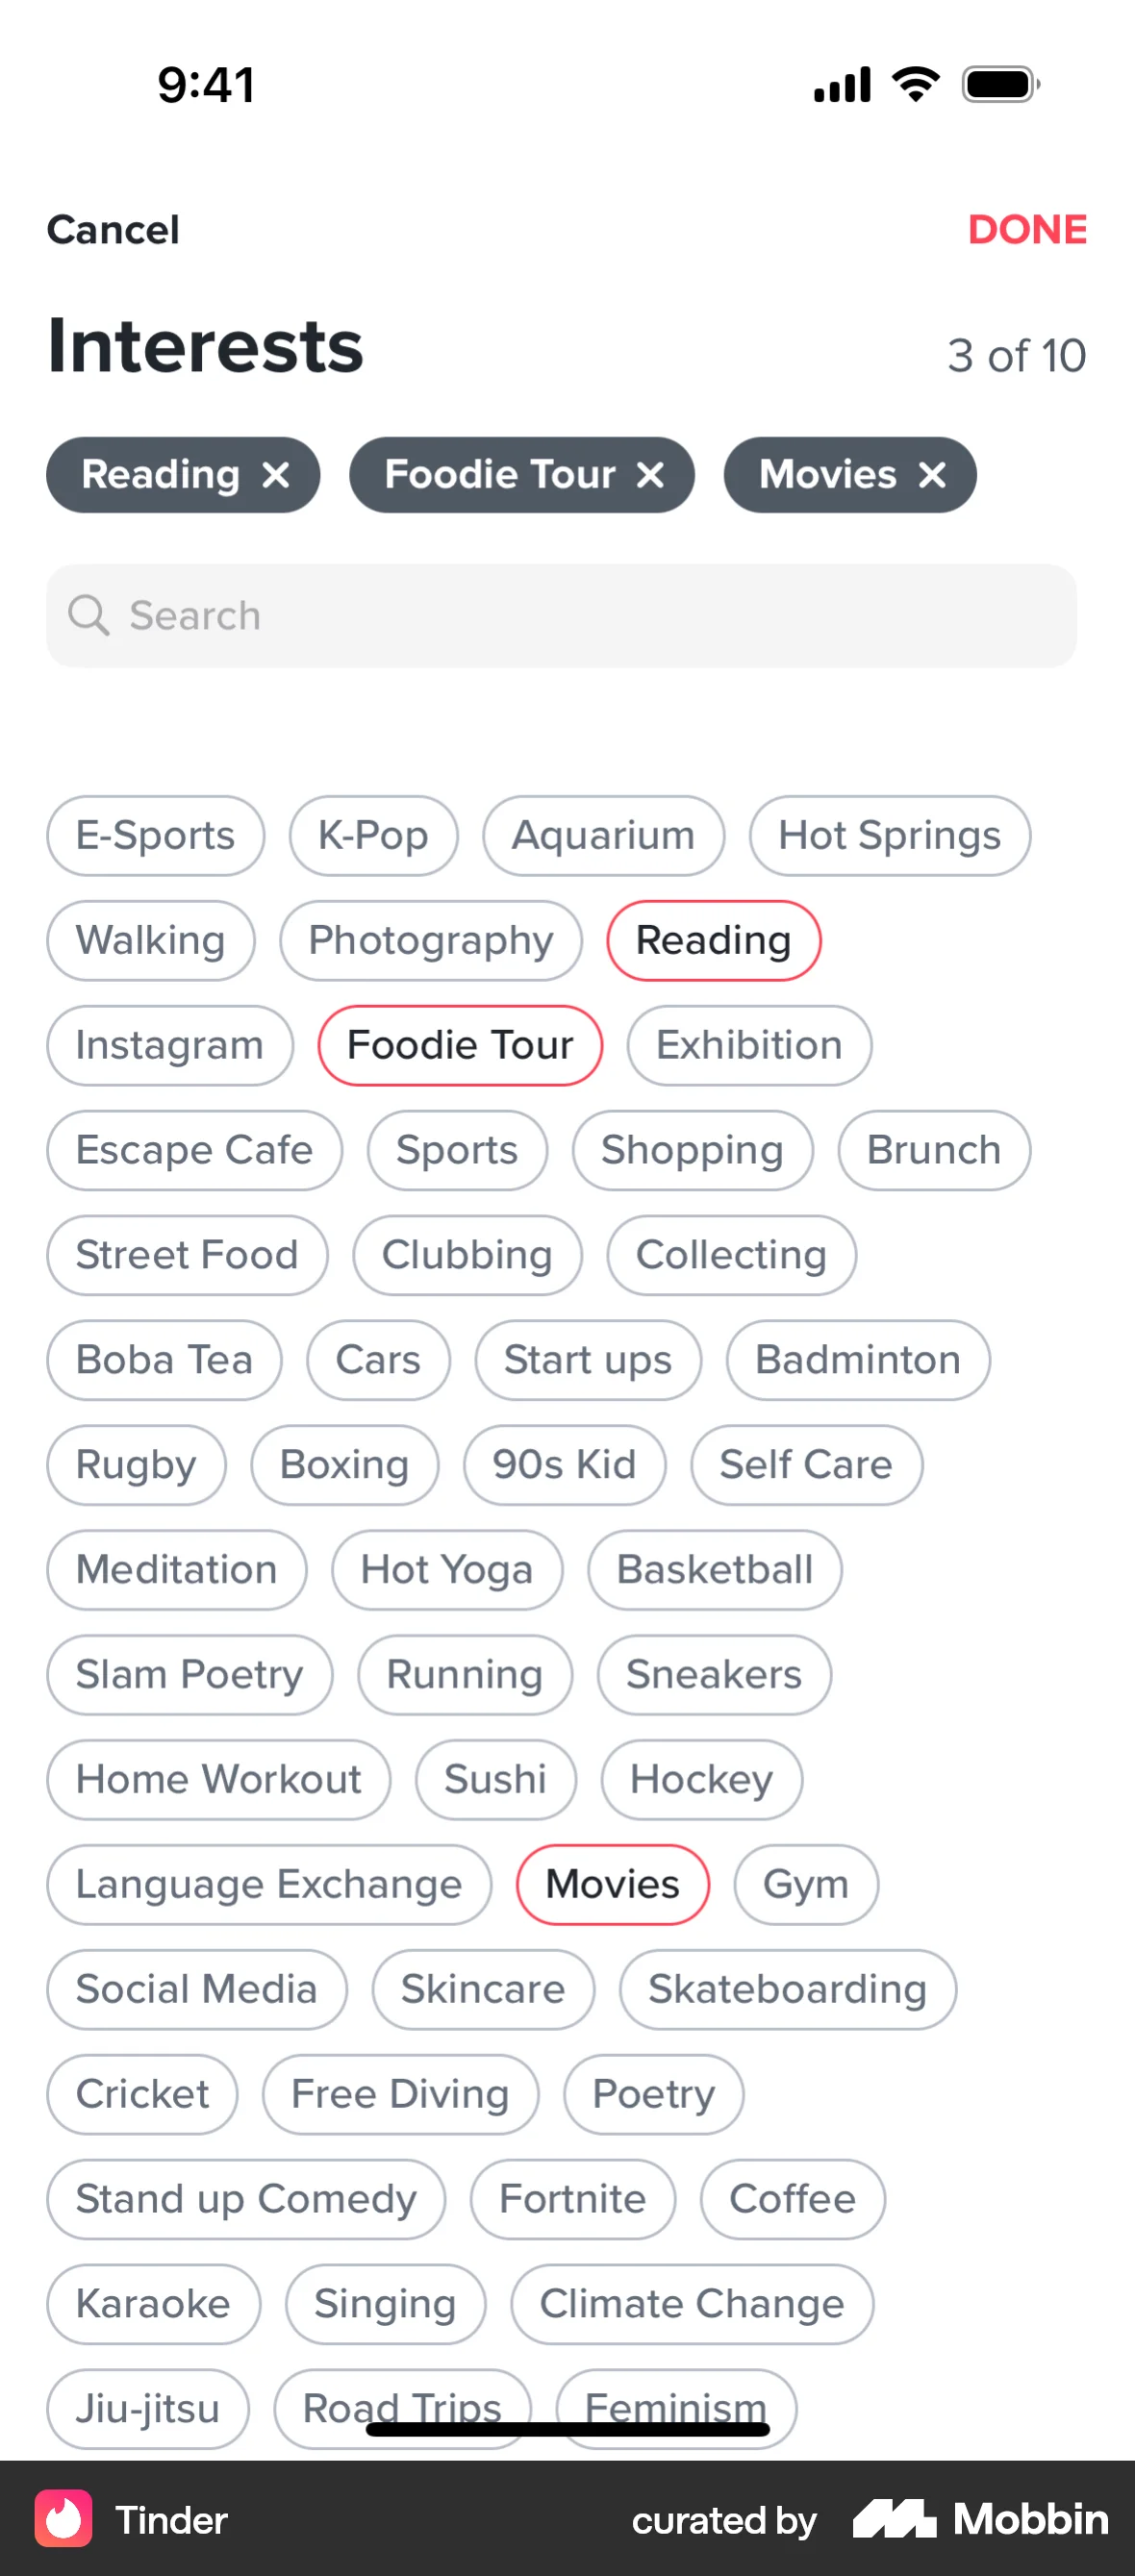 9:41
Cancel DONE
Interests 3 of 10
Reading Foodie Tour Movies
Search
E-Sports K-Pop Aquarium Hot Springs
Walking Photography Reading
Instagram Foodie Tour Exhibition
Escape Cafe Sports Shopping Brunch
Street Food Clubbing Collecting
Boba Tea Cars Start ups Badminton
Rugby Boxing 90s Kid Self Care
Meditation Hot Yoga Basketball
Slam Poetry Running Sneakers
Home Workout Sushi Hockey
Language Exchange Movies Gym
Social Media Skincare Skateboarding
Cricket Free Diving Poetry
Stand up Comedy Fortnite Coffee
Karaoke Singing Climate Change
Jiu-jitsu Road Trips Feminism
Tinder curated by Mobbin